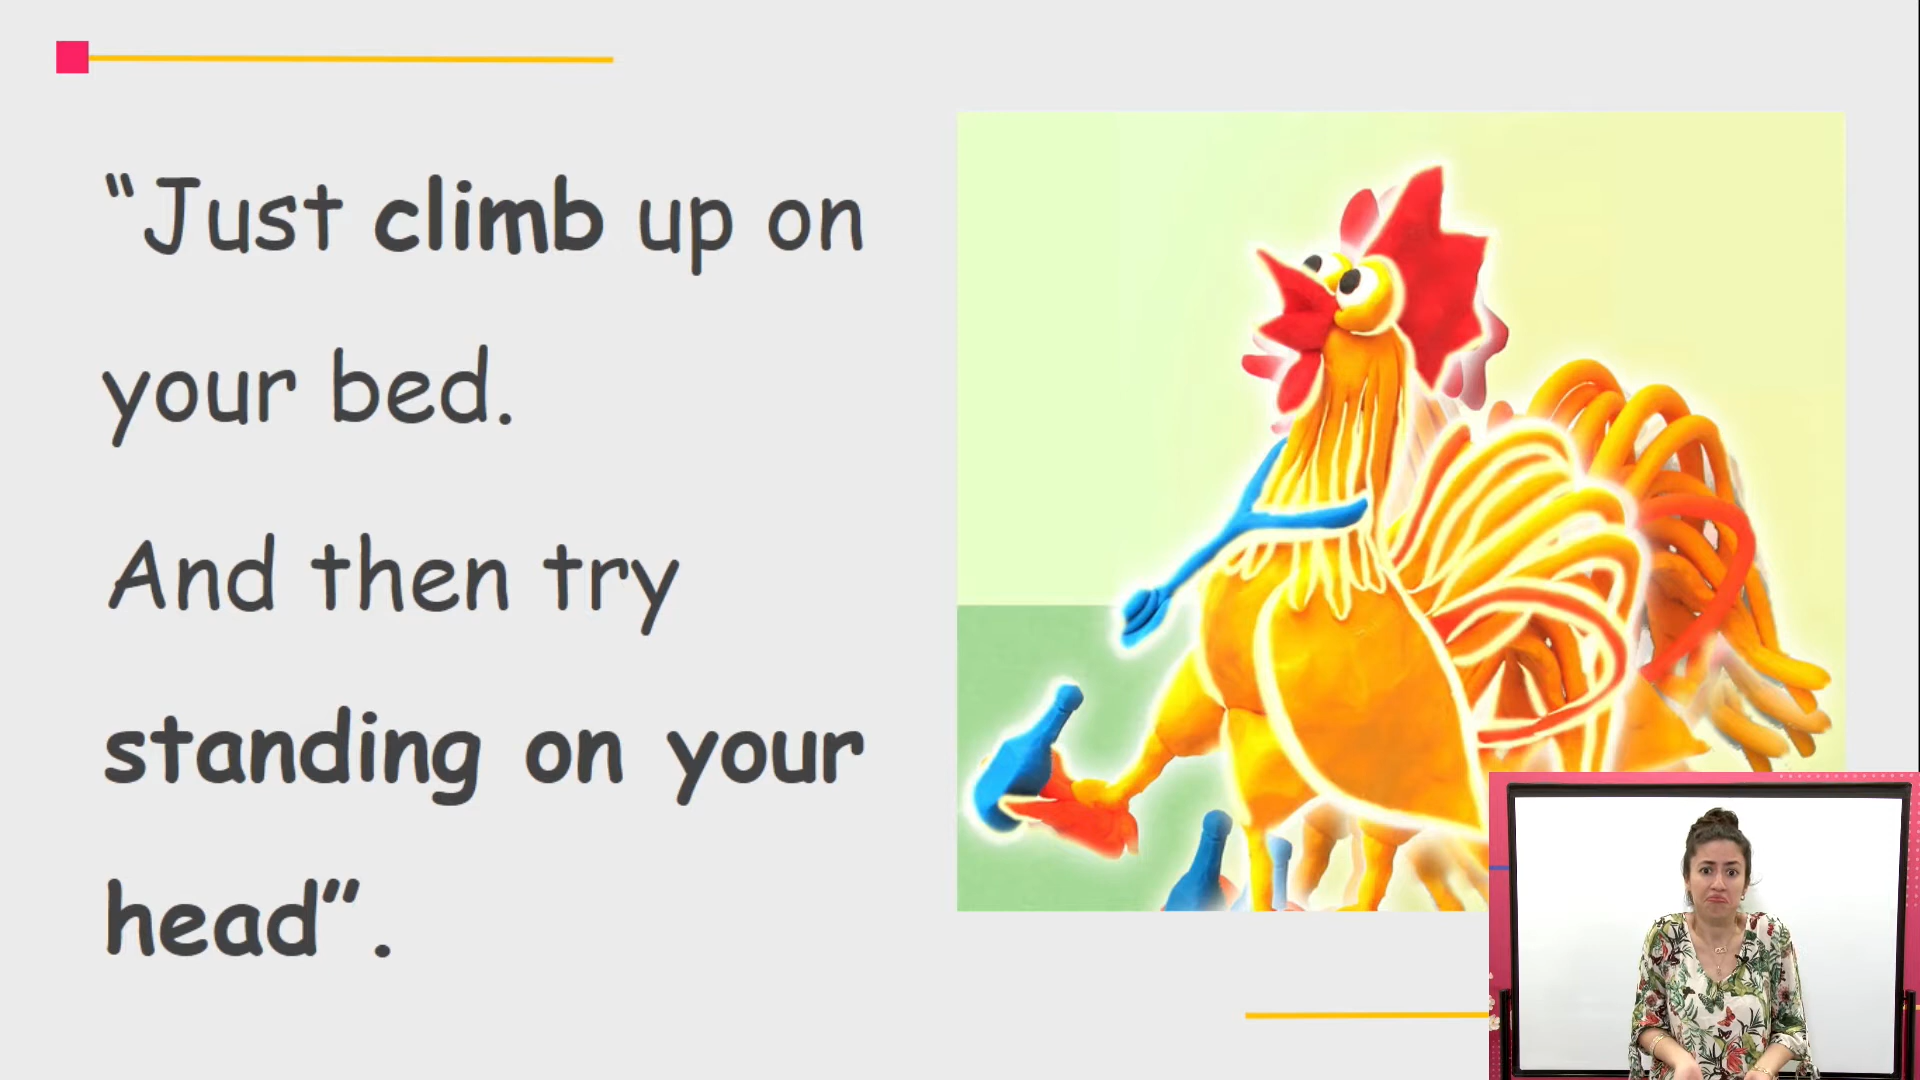 “Just climb up on
your bed.
And then try
standing on your
head”.